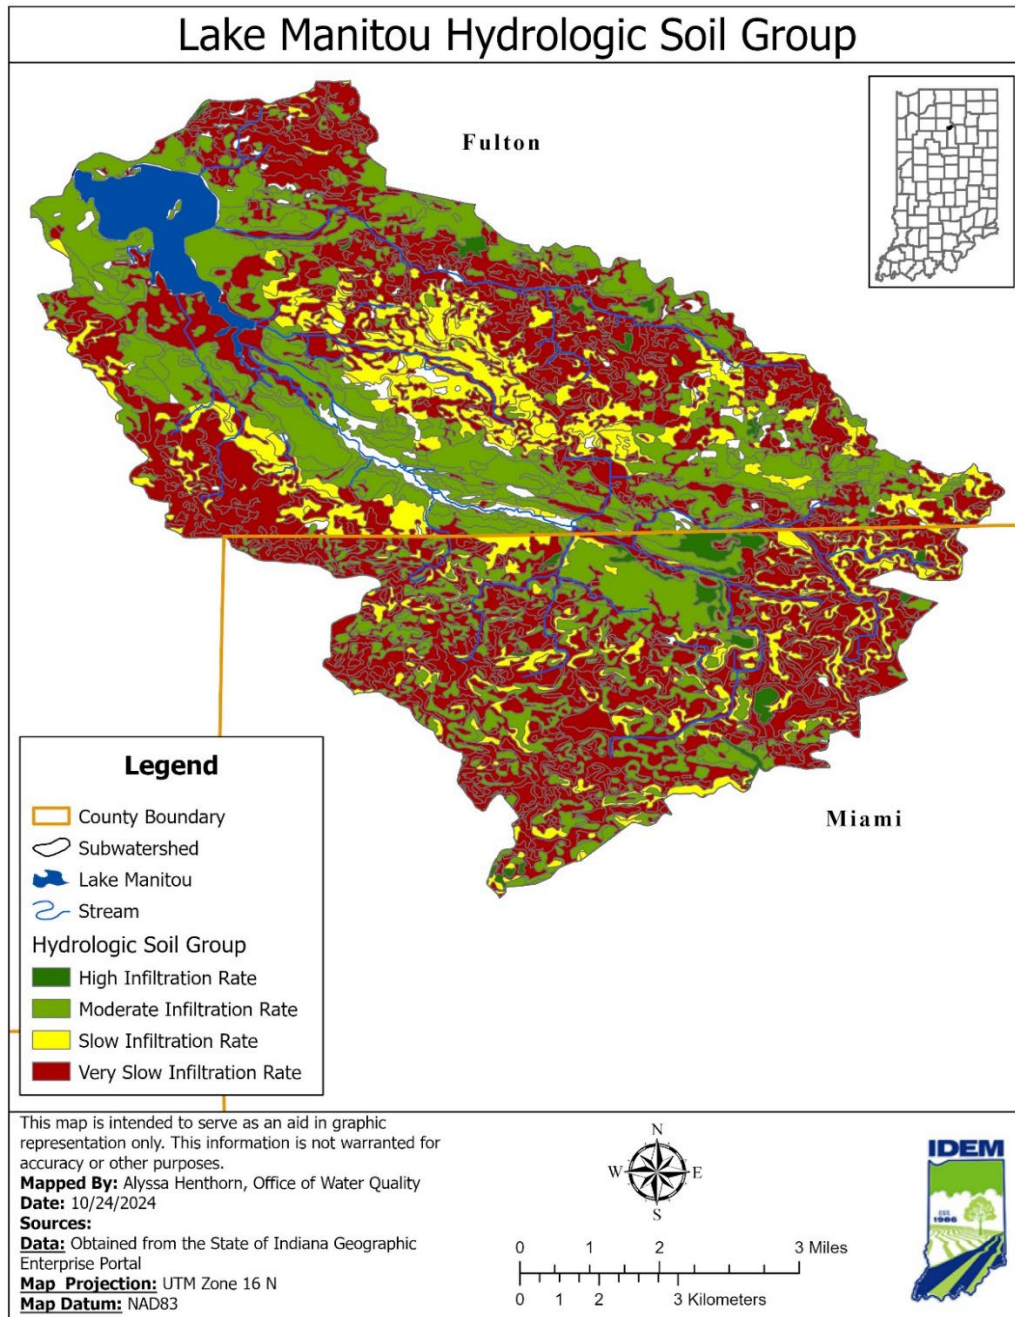 Lake Manitou Hydrologic Soil Group
Fulton
Miami
Legend
County Boundary
Subwatershed
Lake Manitou
Stream
Hydrologic Soil Group
High Infiltration Rate
Moderate Infiltration Rate
Slow Infiltration Rate
Very Slow Infiltration Rate
This map is intended to serve as an aid in graphic
representation only. This information is not warranted for
accuracy or other purposes.
Mapped By: Alyssa Henthorn, Office of Water Quality
Date: 10/24/2024
Sources:
Data: Obtained from the State of Indiana Geographic
Enterprise Portal
Map Projection: UTM Zone 16 N
Map Datum: NAD83
N
W E
S
0 1 2 3 Miles
0 1 2 3 Kilometers
IDEM
EST.
1986